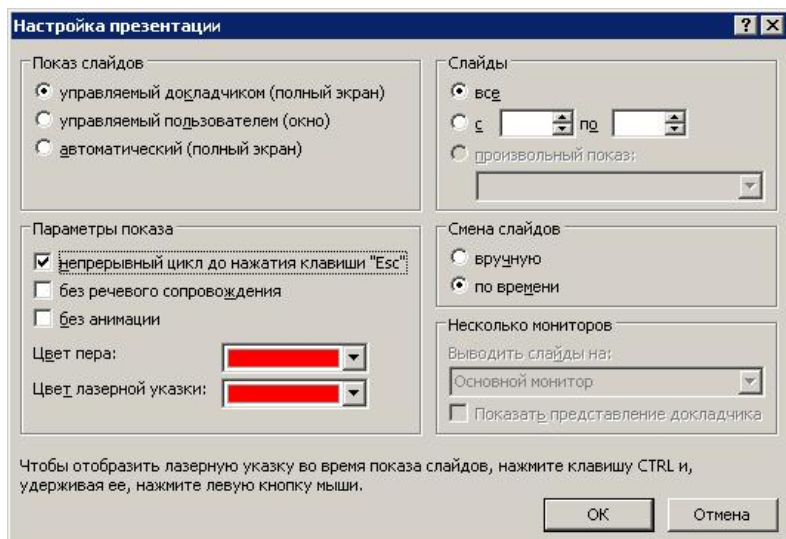 Настройка презентации
Показ слайдов
управляемый докладчиком (полный экран)
управляемый пользователем (окно)
автоматический (полный экран)
Слайды
все
с по
произвольный показ:
Параметры показа
непрерывный цикл до нажатия клавиши "Esc"
без речевого сопровождения
без анимации
Цвет пера:
Цвет лазерной указки:
Смена слайдов
вручную
по времени
Несколько мониторов
Выводить слайды на:
Основной монитор
Показать представление докладчика
Чтобы отобразить лазерную указку во время показа слайдов, нажмите клавишу CTRL и,
удерживая ее, нажмите левую кнопку мыши.
ОК
Отмена